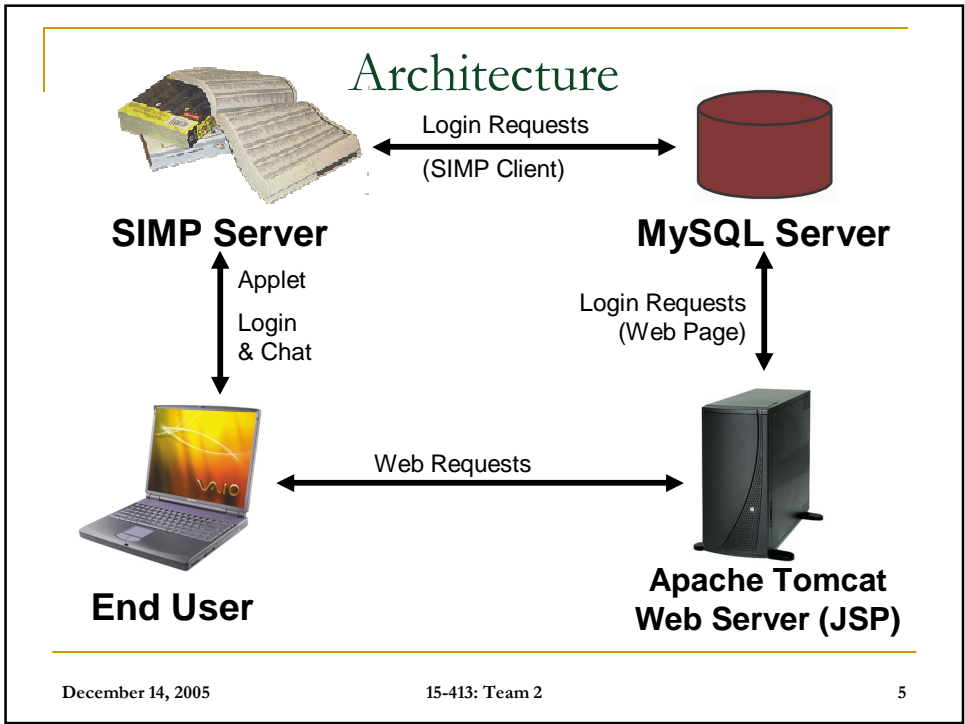 Architecture
Login Requests
(SIMP Client)
SIMP Server
MySQL Server
Applet
Login
& Chat
Login Requests
(Web Page)
VAIO
Web Requests
End User
Apache Tomcat
Web Server (JSP)
December 14, 2005
15-413: Team 2
5